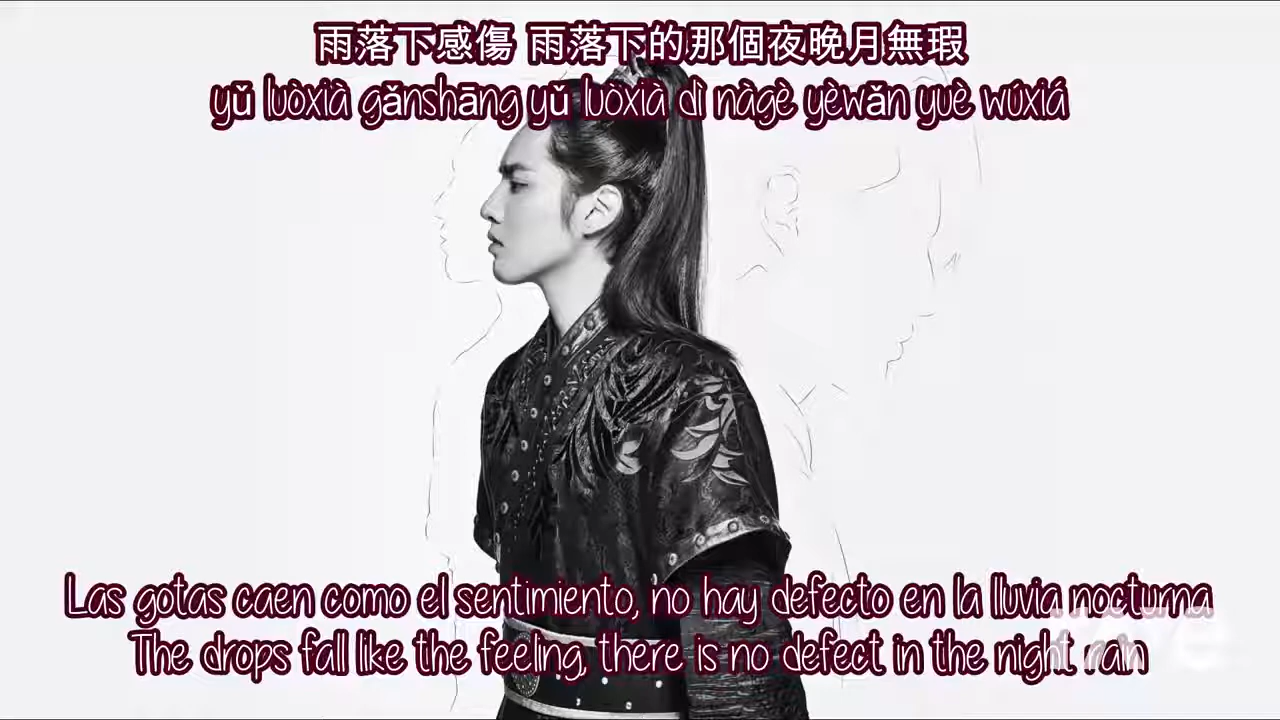 雨落下感傷 雨落下的那個夜晚月無瑕
yǔ luòxià gǎnshāng yǔ luòxià dì nàgè yèwǎn yuè wúxiá
Las gotas caen como el sentimiento, no hay defecto en la lluvia nocturna
The drops fall like the feeling, there is no defect in the night rain